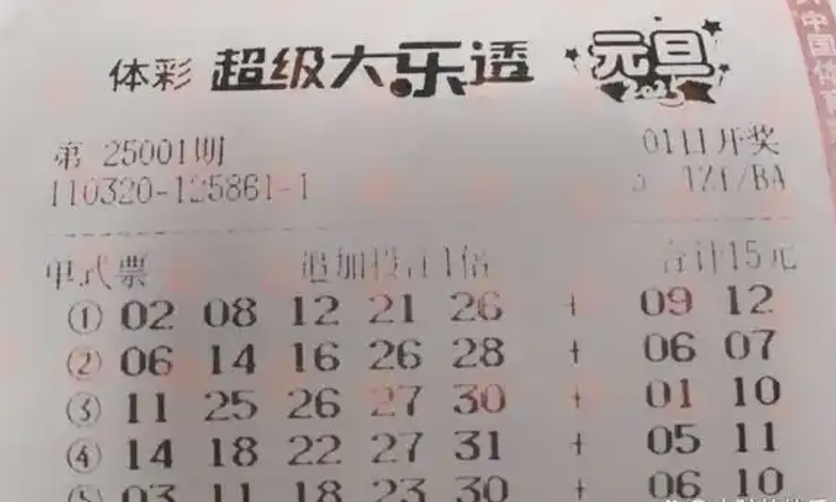 体彩 超级大乐透 元旦 2025
第 25001期 01日开奖
110320-125861-1
单式票 追加投注1倍 合计15元
① 02 08 12 21 26 + 09 12
② 06 14 16 26 28 + 06 07
③ 11 25 26 27 30 + 01 10
④ 14 18 22 27 31 + 05 11
⑤ 03 11 18 23 30 + 06 10
中国体